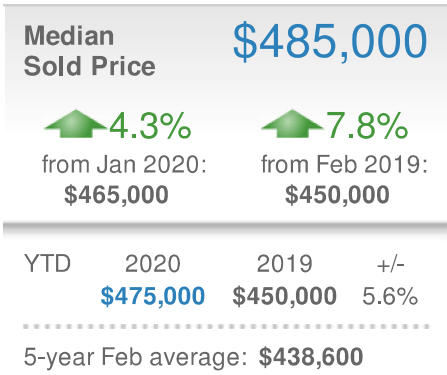 Median
Sold Price
$485,000
4.3%
from Jan 2020:
$465,000
7.8%
from Feb 2019:
$450,000
YTD 2020 2019 +/-
$475,000 $450,000 5.6%
5-year Feb average: $438,600